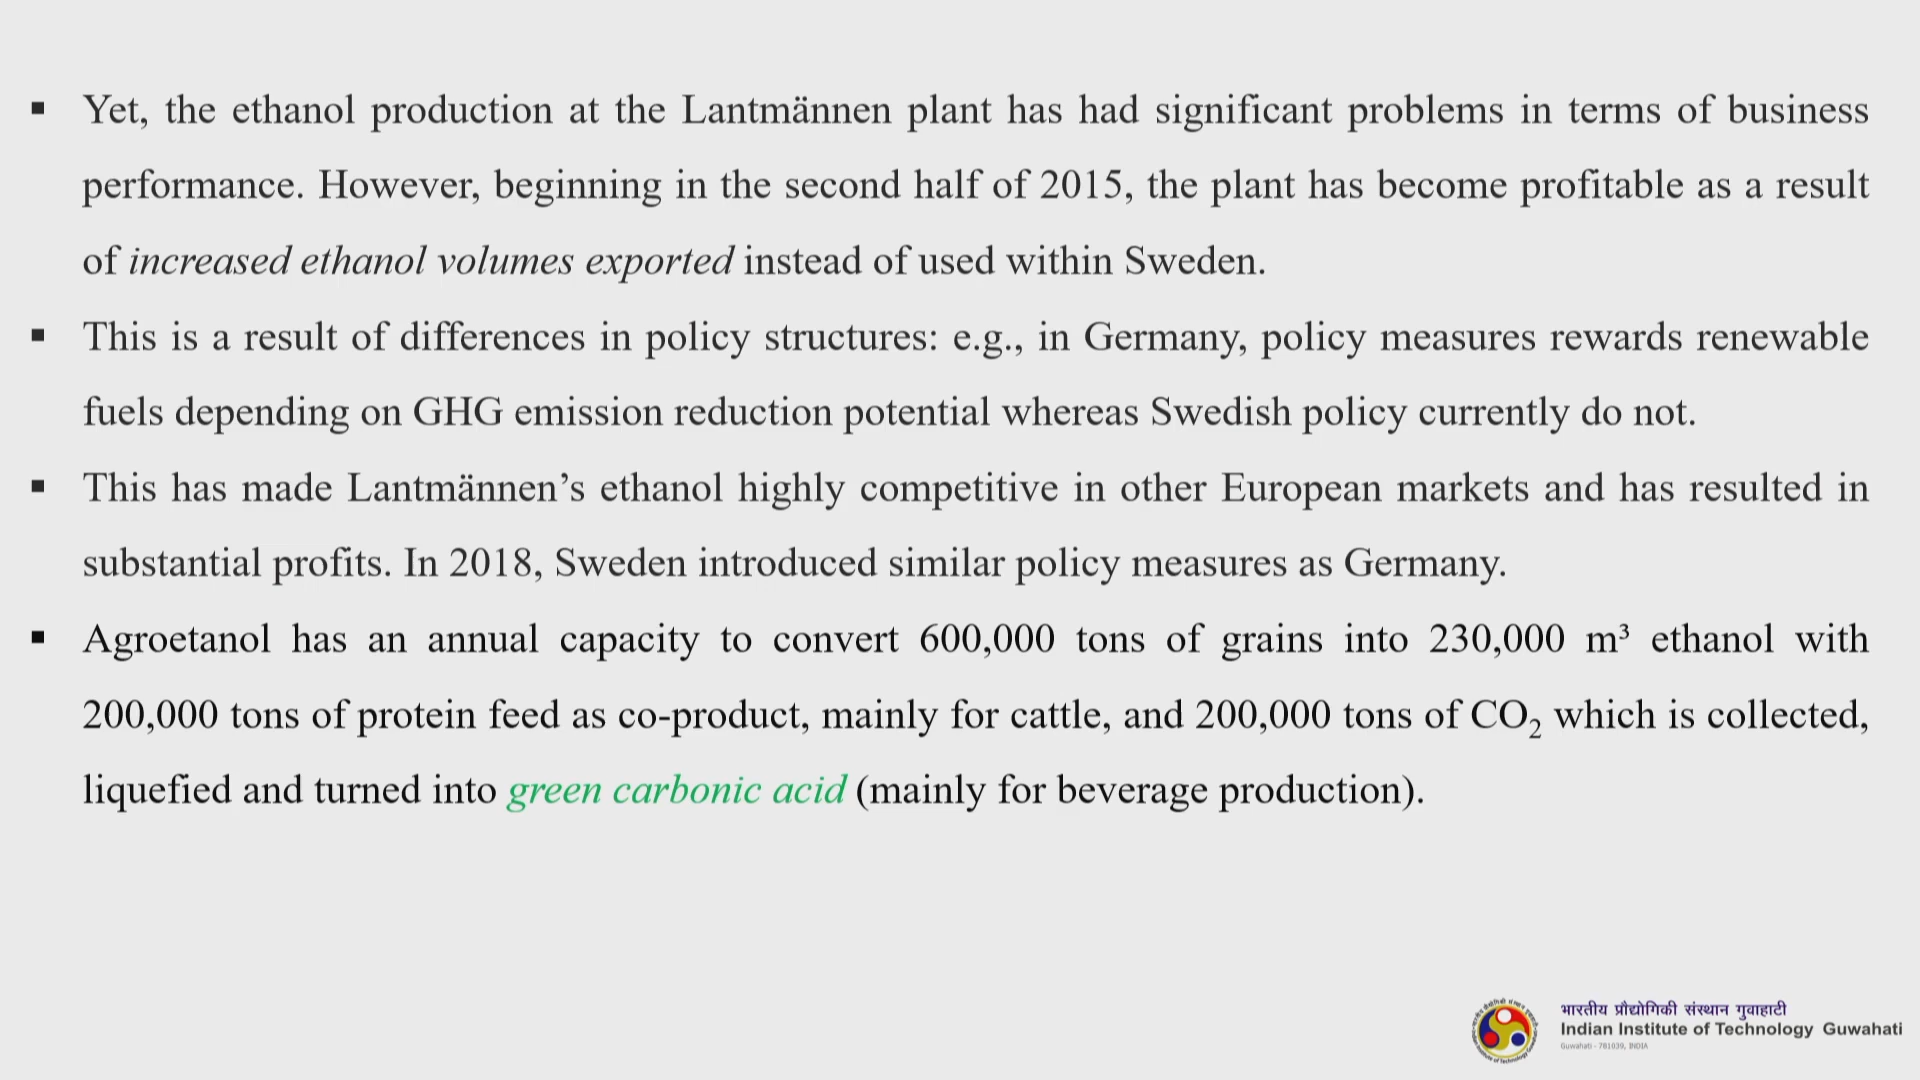 ▪ Yet, the ethanol production at the Lantmännen plant has had significant problems in terms of business
performance. However, beginning in the second half of 2015, the plant has become profitable as a result
of increased ethanol volumes exported instead of used within Sweden.
▪ This is a result of differences in policy structures: e.g., in Germany, policy measures rewards renewable
fuels depending on GHG emission reduction potential whereas Swedish policy currently do not.
▪ This has made Lantmännen’s ethanol highly competitive in other European markets and has resulted in
substantial profits. In 2018, Sweden introduced similar policy measures as Germany.
▪ Agroetanol has an annual capacity to convert 600,000 tons of grains into 230,000 m³ ethanol with
200,000 tons of protein feed as co-product, mainly for cattle, and 200,000 tons of CO₂ which is collected,
liquefied and turned into green carbonic acid (mainly for beverage production).
भारतीय प्रौद्योगिकी संस्थान गुवाहाटी
Indian Institute of Technology Guwahati
Guwahati - 781039, INDIA